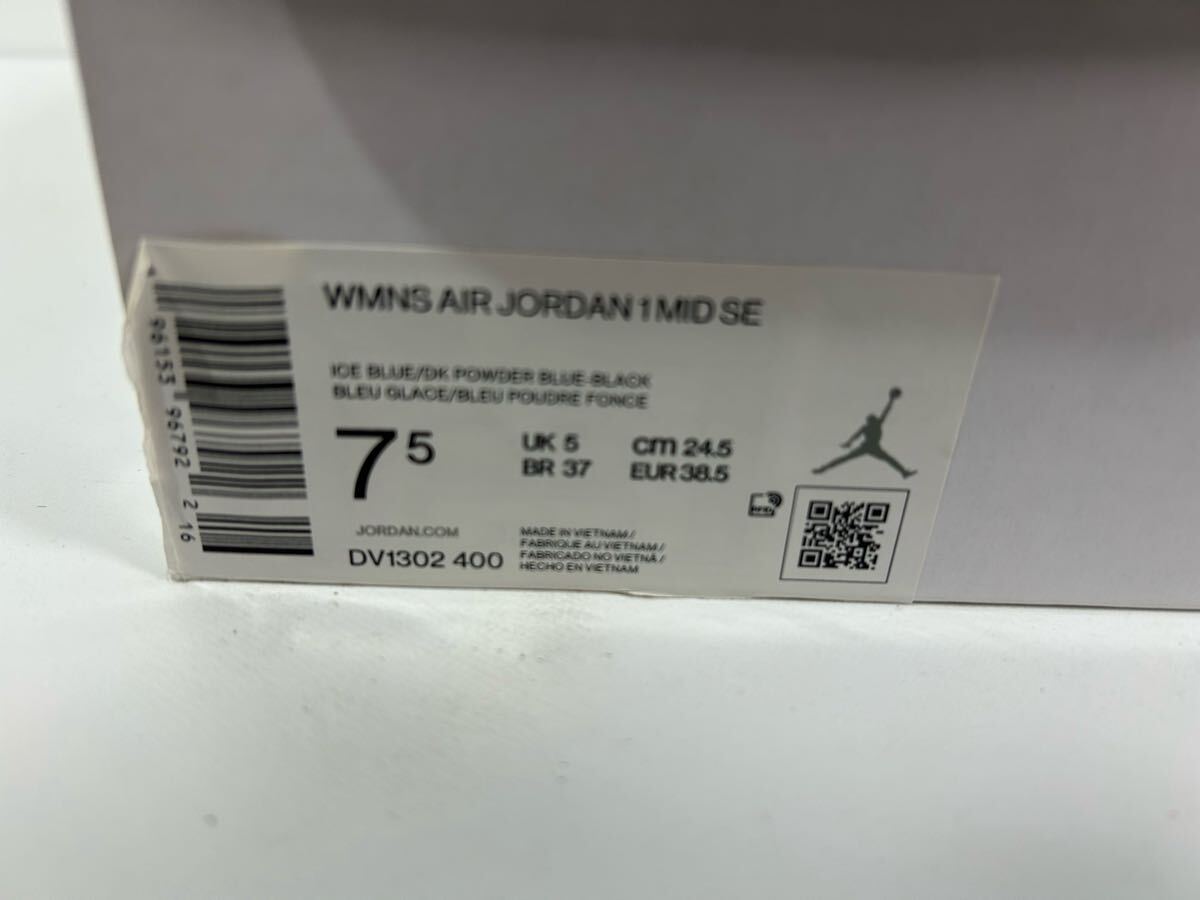 WMNS AIR JORDAN 1 MID SE
ICE BLUE/DK POWDER BLUE-BLACK
BLEU GLACE/BLEU POUDRE FONCE
7 5
UK 5 cm 24.5
BR 37 EUR 38.5
RFID
JORDAN.COM
DV1302 400
MADE IN VIETNAM/
FABRIQUE AU VIETNAM/
FABRICADO NO VIETNÃ/
HECHO EN VIETNAM
96153 96792 2 16